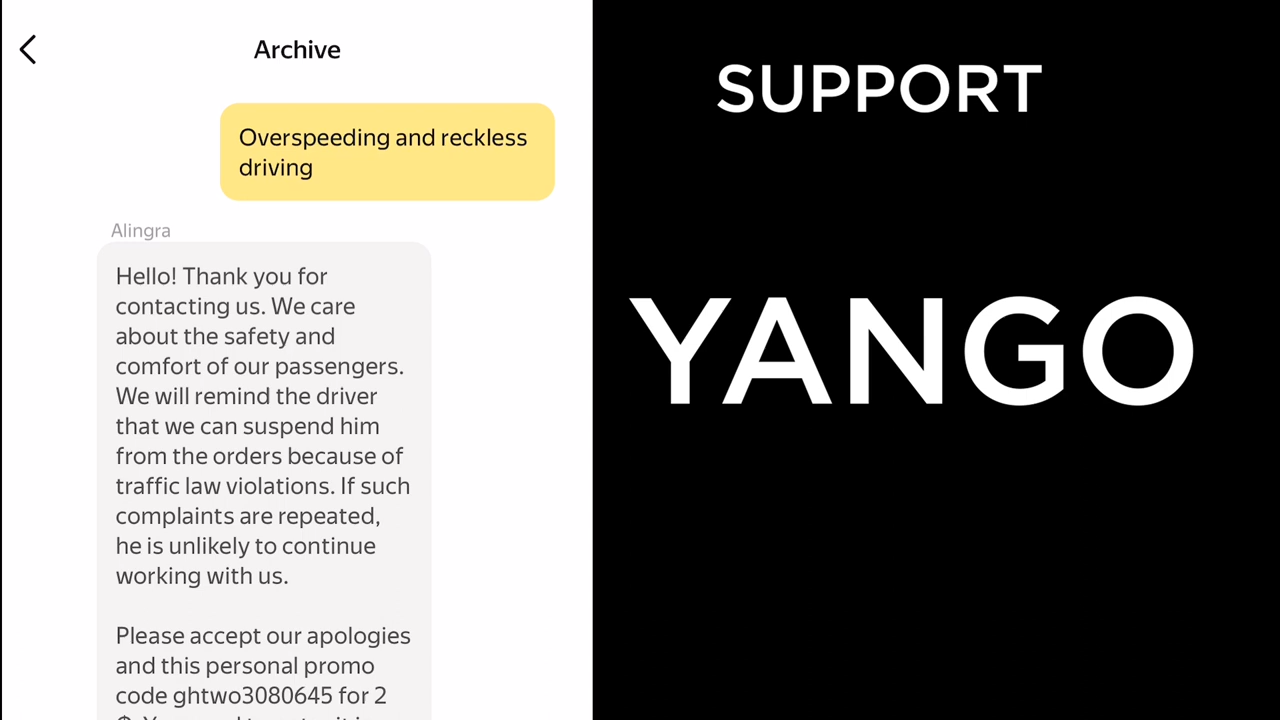 Archive
Overspeeding and reckless
driving
Alingra
Hello! Thank you for
contacting us. We care
about the safety and
comfort of our passengers.
We will remind the driver
that we can suspend him
from the orders because of
traffic law violations. If such
complaints are repeated,
he is unlikely to continue
working with us.
Please accept our apologies
and this personal promo
code ghtwo3080645 for 2
SUPPORT
YANGO